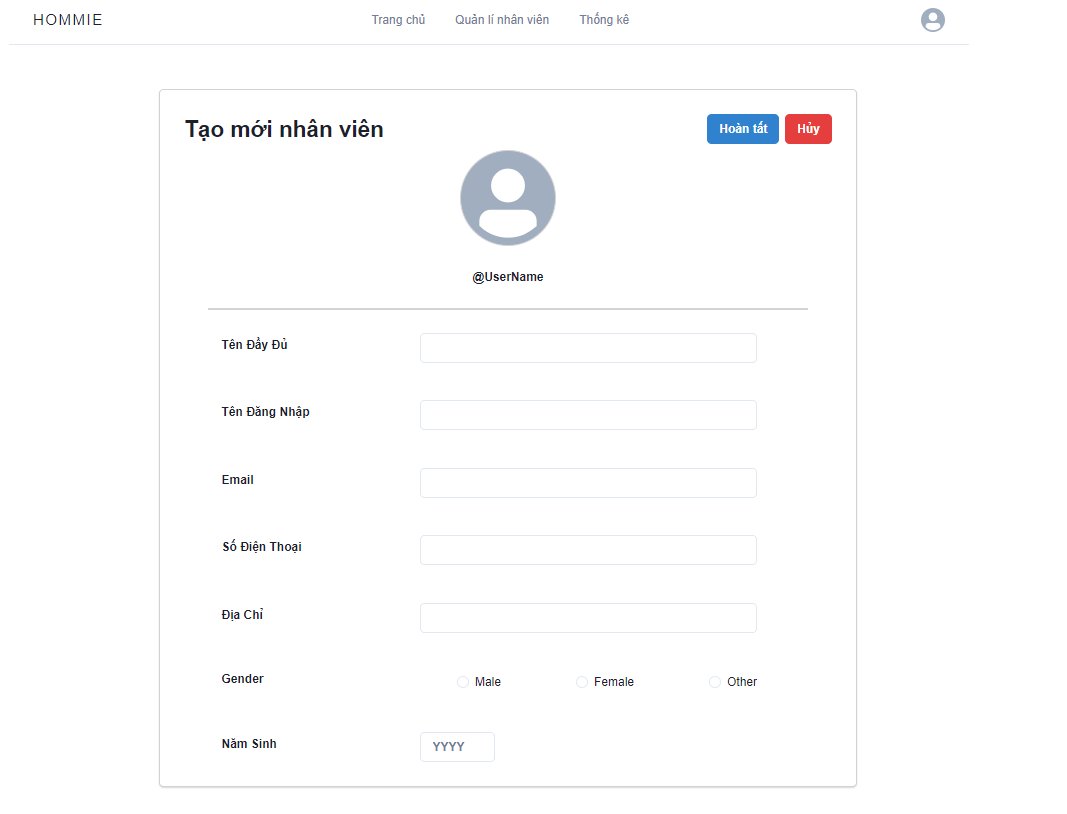 HOMMIE Trang chủ Quản lí nhân viên Thống kê
Tạo mới nhân viên Hoàn tất Hủy
@UserName
Tên Đầy Đủ
Tên Đăng Nhập
Email
Số Điện Thoại
Địa Chỉ
Gender Male Female Other
Năm Sinh YYYY